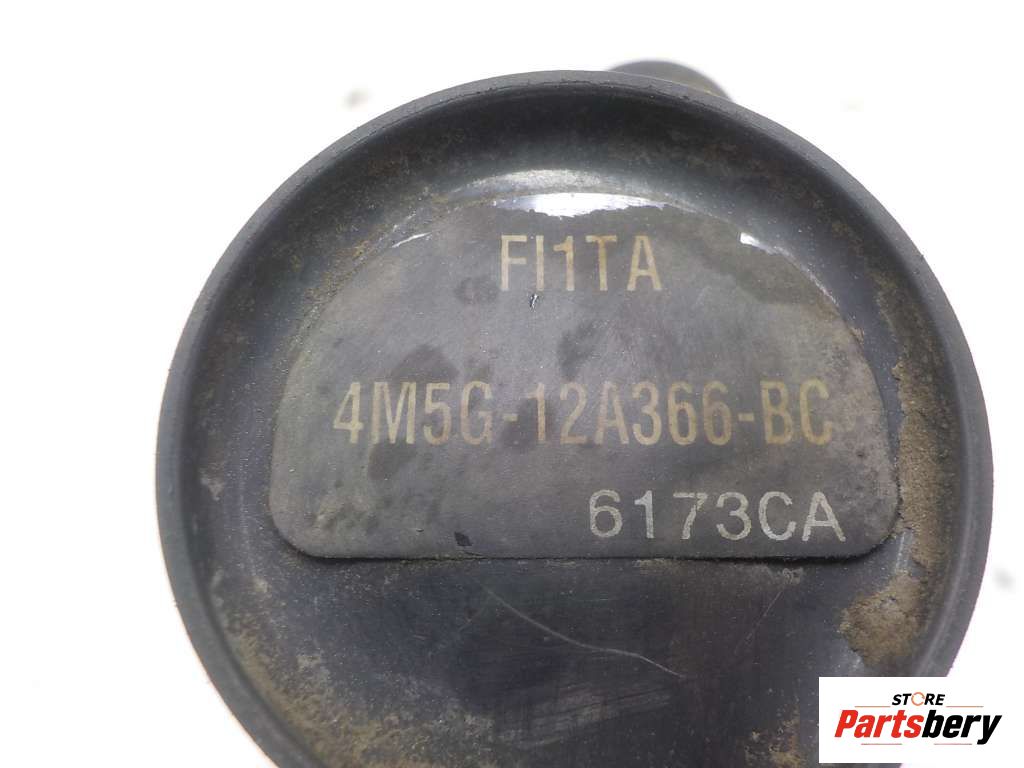 FI1TA
4M5G-12A366-BC
6173CA
STORE
Partsbery